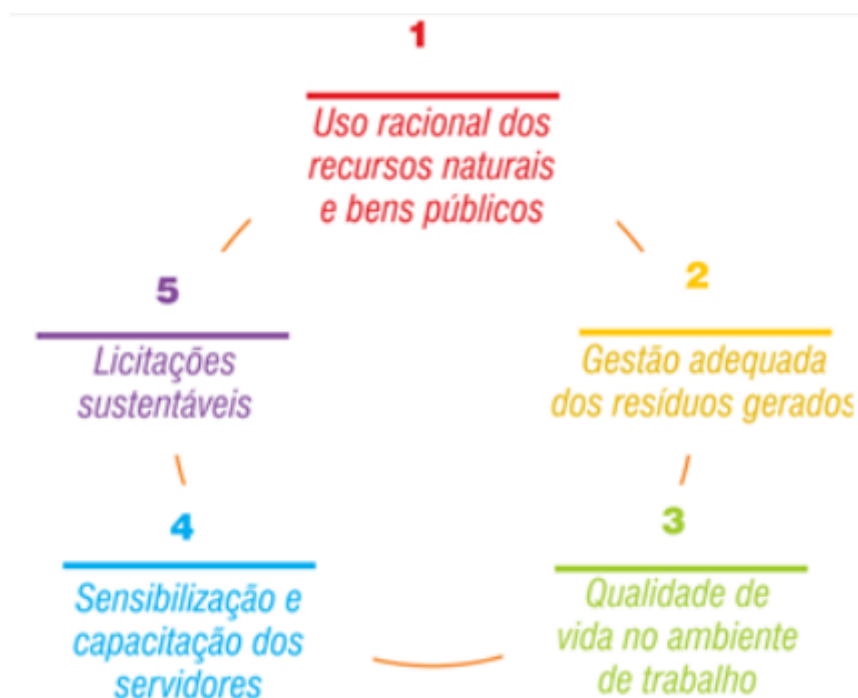 1
Uso racional dos
recursos naturais
e bens públicos
2
Gestão adequada
dos resíduos gerados
3
Qualidade de
vida no ambiente
de trabalho
4
Sensibilização e
capacitação dos
servidores
5
Licitações
sustentáveis